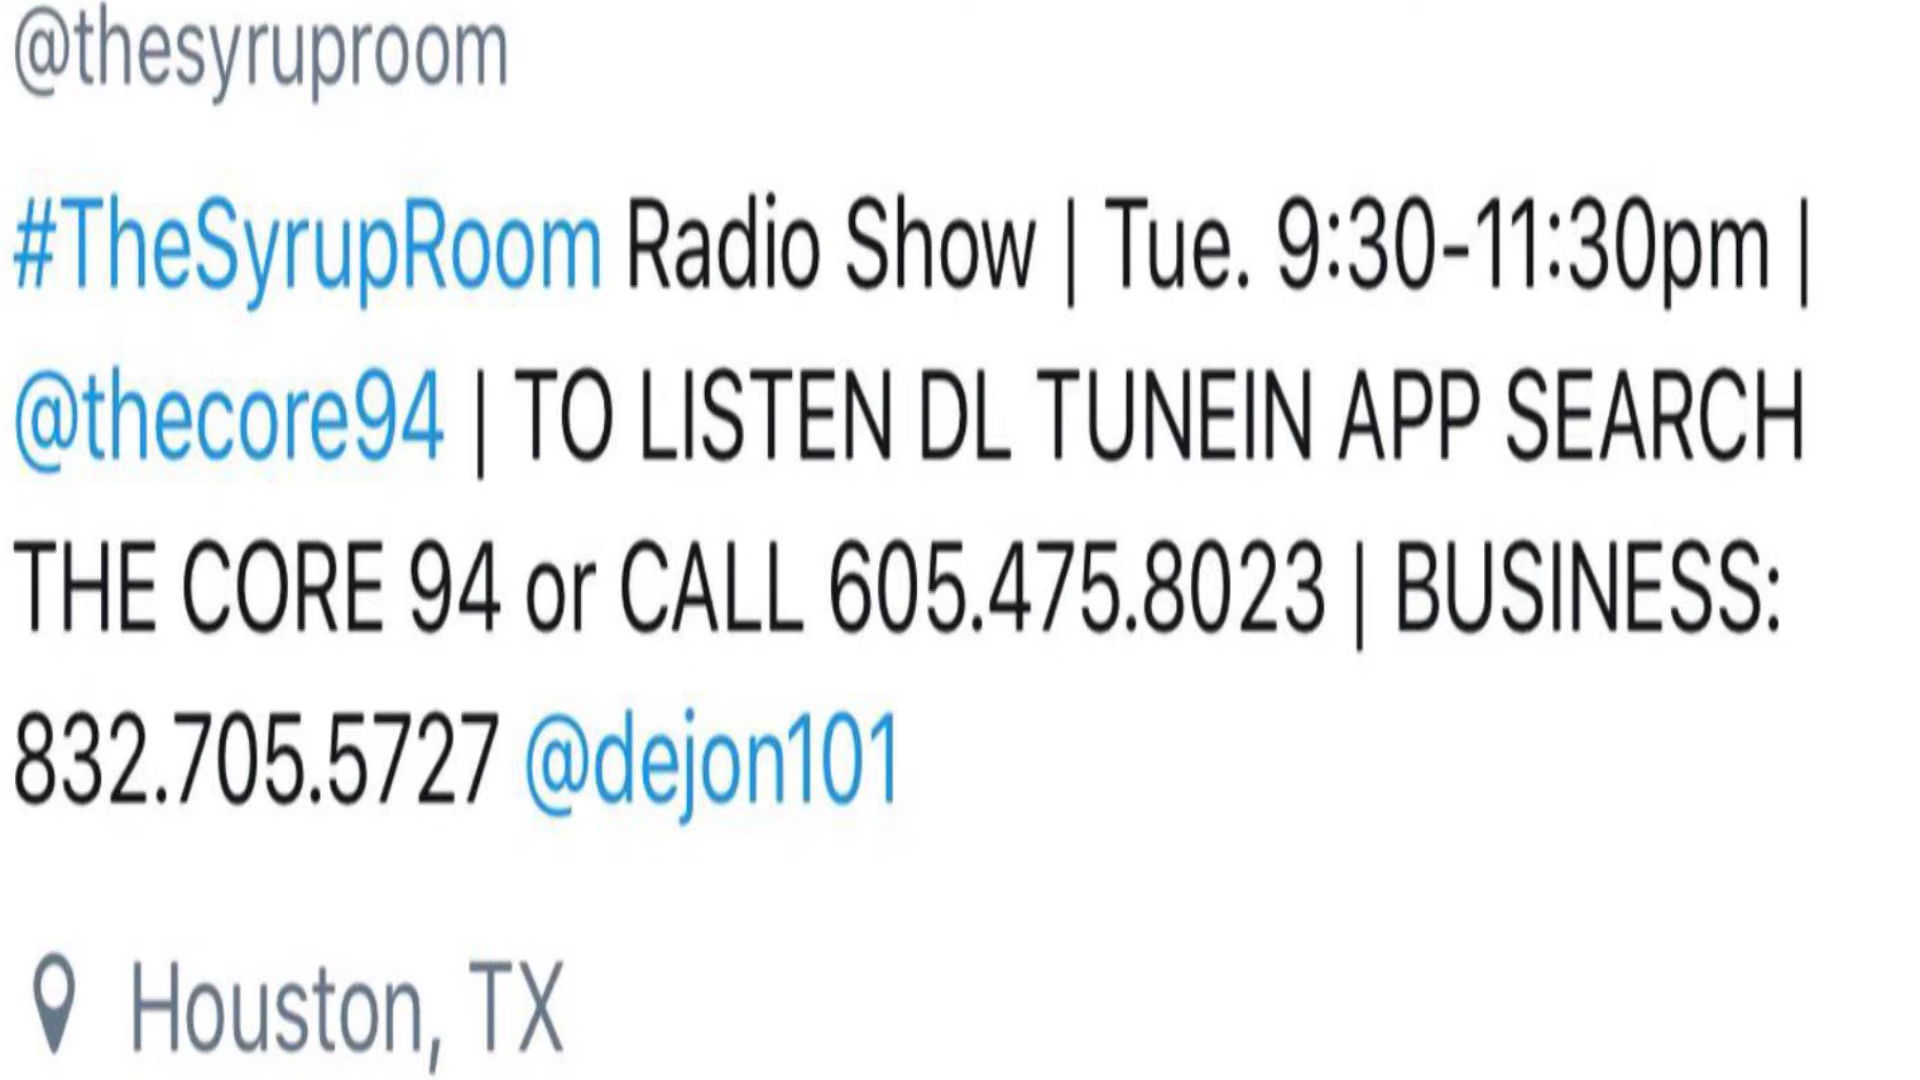 @thesyruproom
#TheSyrupRoom Radio Show | Tue. 9:30-11:30pm |
@thecore94 | TO LISTEN DL TUNEIN APP SEARCH
THE CORE 94 or CALL 605.475.8023 | BUSINESS:
832.705.5727 @dejon101
Houston, TX